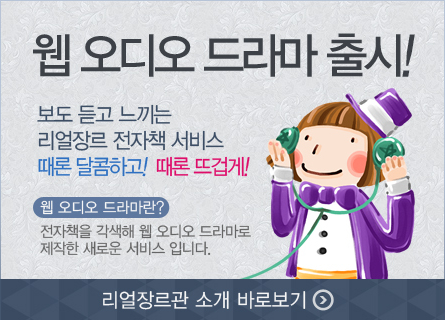 웹 오디오 드라마 출시!
보도 듣고 느끼는
리얼장르 전자책 서비스
때론 달콤하고! 때론 뜨겁게!
웹 오디오 드라마란?
전자책을 각색해 웹 오디오 드라마로
제작한 새로운 서비스 입니다.
리얼장르관 소개 바로보기